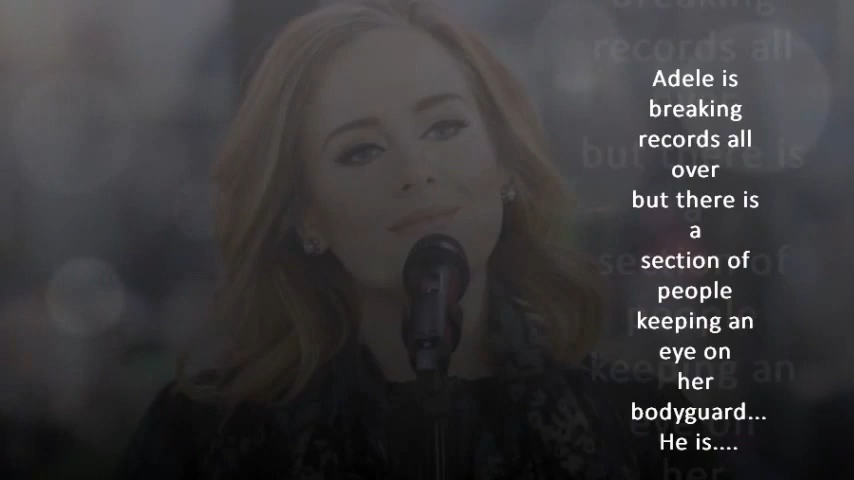 Adele is
breaking
records all
over
but there is
a
section of
people
keeping an
eye on
her
bodyguard...
He is....